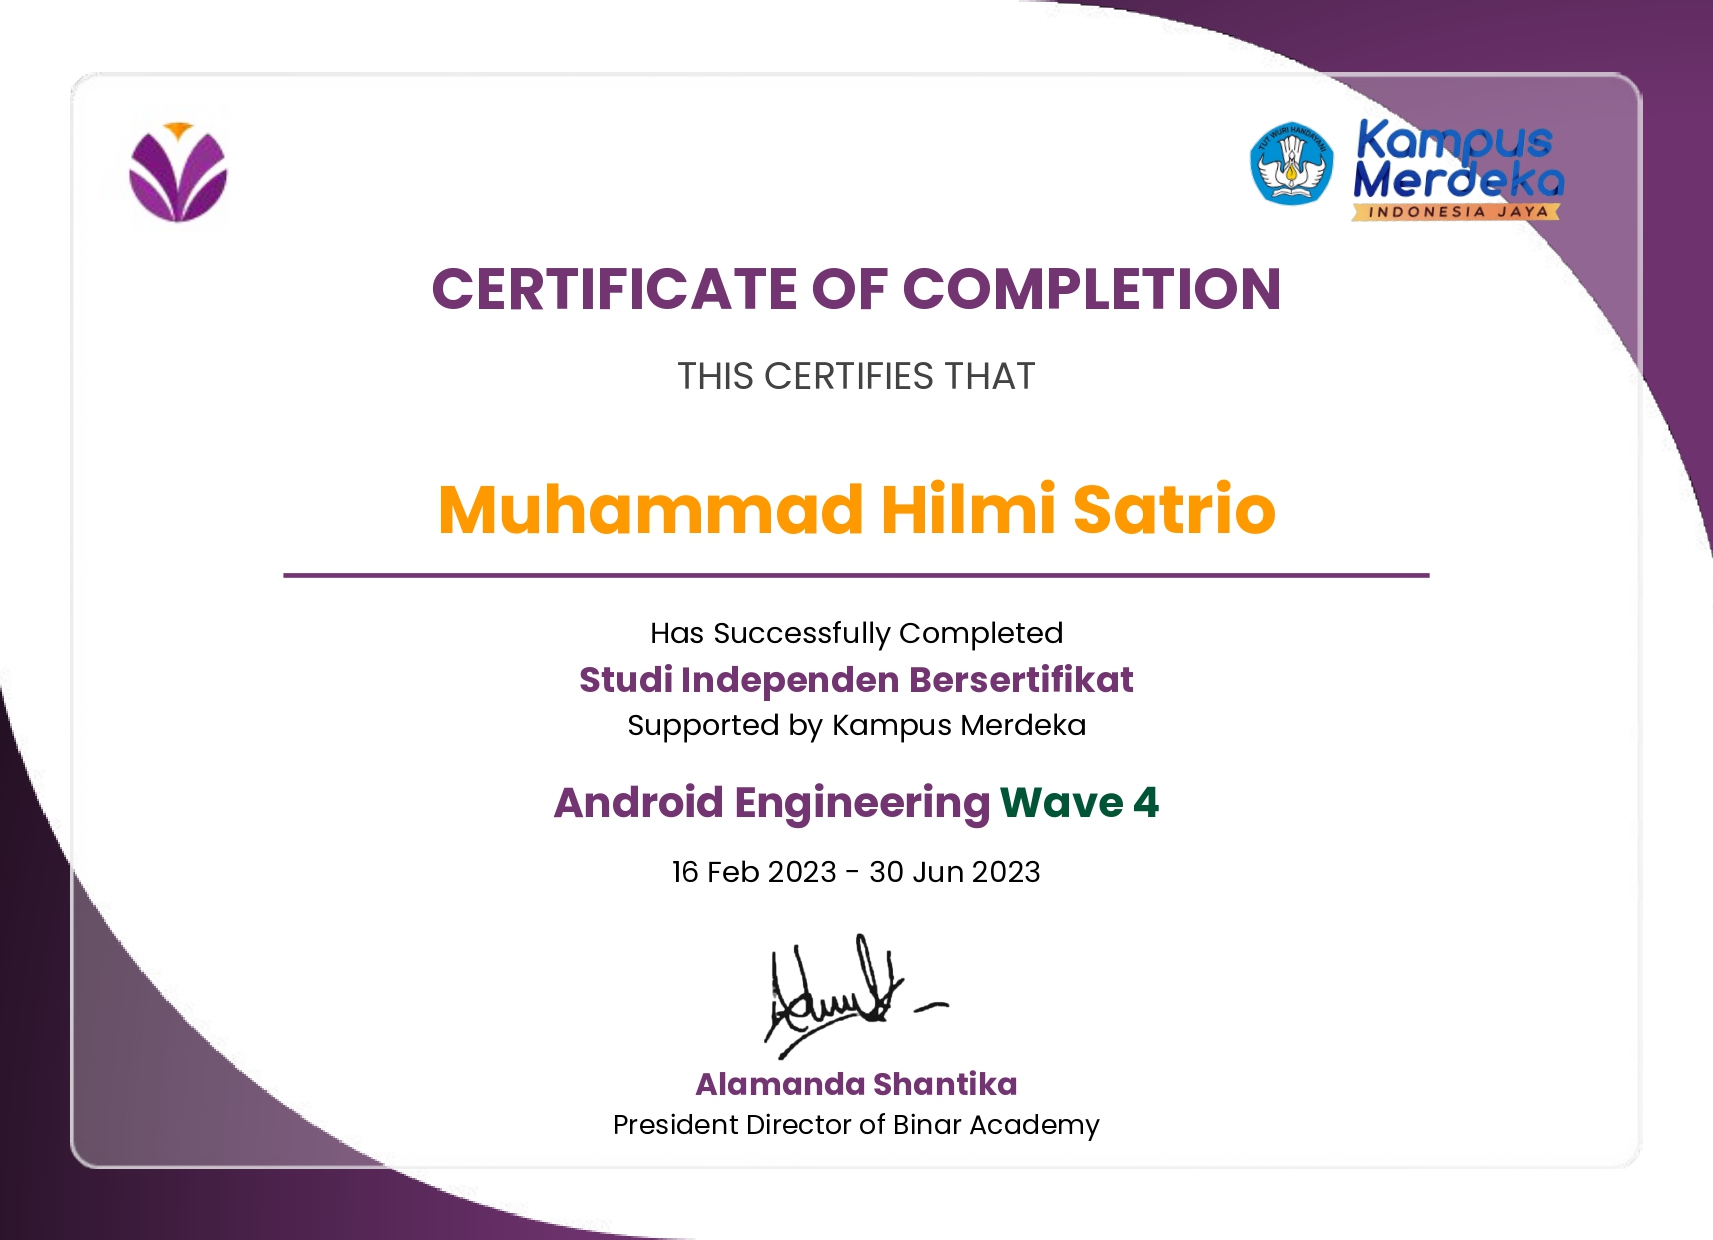 TUT WURI HANDAYANI
Kampus
Merdeka
INDONESIA JAYA
CERTIFICATE OF COMPLETION
THIS CERTIFIES THAT
Muhammad Hilmi Satrio
Has Successfully Completed
Studi Independen Bersertifikat
Supported by Kampus Merdeka
Android Engineering Wave 4
16 Feb 2023 - 30 Jun 2023
Alamanda Shantika
President Director of Binar Academy